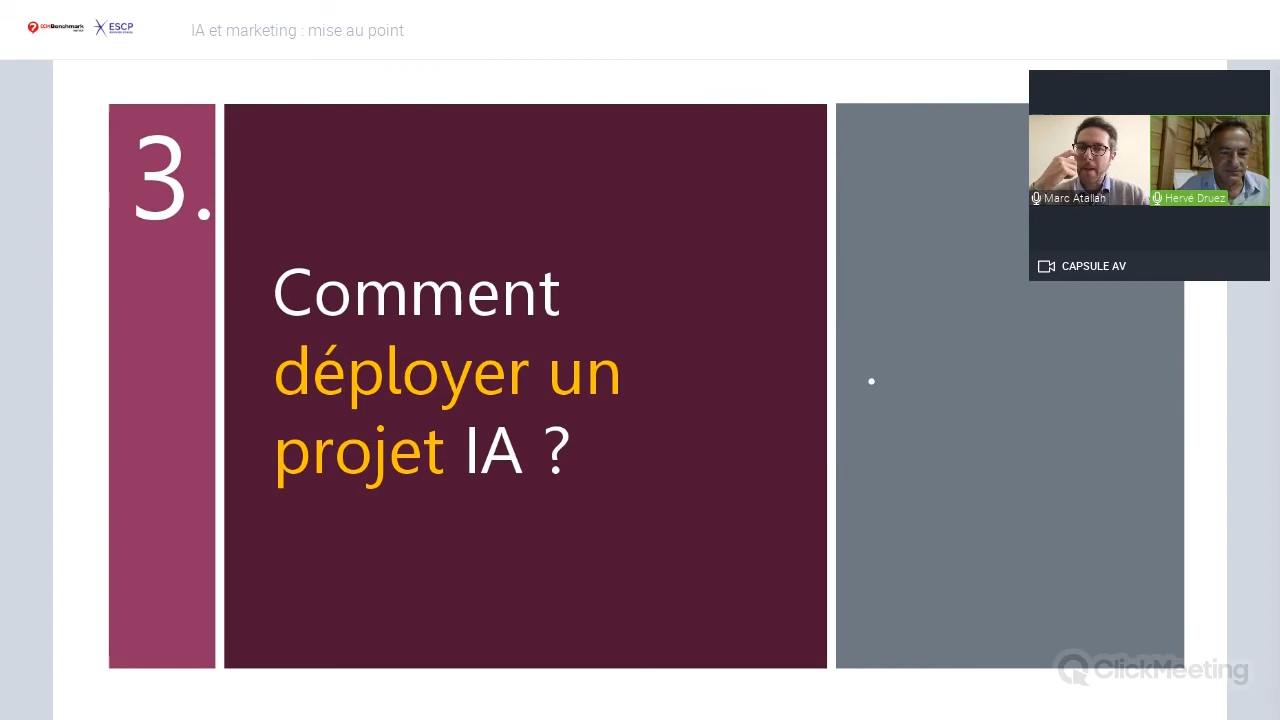 CCMBenchmark
ESCP
IA et marketing : mise au point
3.
Comment
déployer un
projet IA ?
Marc Atallah
Hervé Druez
CAPSULE AV
ClickMeeting